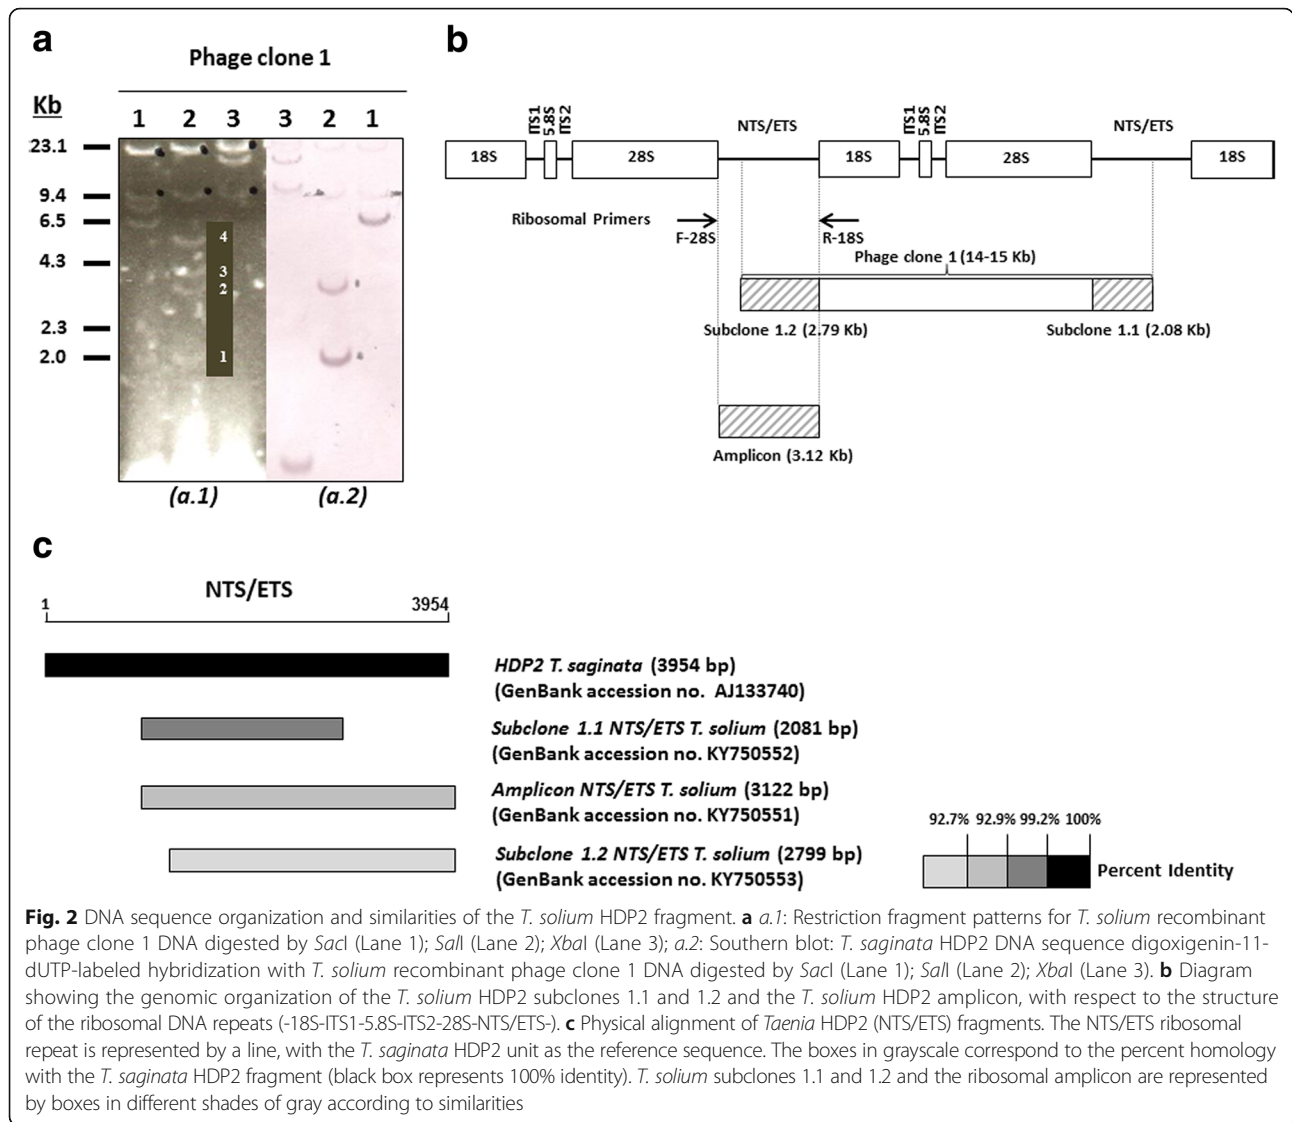 a
Phage clone 1
Kb
1 2 3 3 2 1
23.1
9.4
6.5
4.3
2.3
2.0
4
3
2
1
(a.1) (a.2)
b
ITS1 5.8S ITS2 NTS/ETS ITS1 5.8S ITS2 NTS/ETS
18S 28S 18S 28S 18S
Ribosomal Primers
F-28S R-18S
Phage clone 1 (14-15 Kb)
Subclone 1.2 (2.79 Kb) Subclone 1.1 (2.08 Kb)
Amplicon (3.12 Kb)
c
NTS/ETS
1 3954
HDP2 T. saginata (3954 bp)
(GenBank accession no. AJ133740)
Subclone 1.1 NTS/ETS T. solium (2081 bp)
(GenBank accession no. KY750552)
Amplicon NTS/ETS T. solium (3122 bp)
(GenBank accession no. KY750551)
Subclone 1.2 NTS/ETS T. solium (2799 bp)
(GenBank accession no. KY750553)
92.7% 92.9% 99.2% 100%
Percent Identity
Fig. 2 DNA sequence organization and similarities of the T. solium HDP2 fragment. a a.1: Restriction fragment patterns for T. solium recombinant
phage clone 1 DNA digested by SacI (Lane 1); SalI (Lane 2); XbaI (Lane 3); a.2: Southern blot: T. saginata HDP2 DNA sequence digoxigenin-11-
dUTP-labeled hybridization with T. solium recombinant phage clone 1 DNA digested by SacI (Lane 1); SalI (Lane 2); XbaI (Lane 3). b Diagram
showing the genomic organization of the T. solium HDP2 subclones 1.1 and 1.2 and the T. solium HDP2 amplicon, with respect to the structure
of the ribosomal DNA repeats (-18S-ITS1-5.8S-ITS2-28S-NTS/ETS-). c Physical alignment of Taenia HDP2 (NTS/ETS) fragments. The NTS/ETS ribosomal
repeat is represented by a line, with the T. saginata HDP2 unit as the reference sequence. The boxes in grayscale correspond to the percent homology
with the T. saginata HDP2 fragment (black box represents 100% identity). T. solium subclones 1.1 and 1.2 and the ribosomal amplicon are represented
by boxes in different shades of gray according to similarities